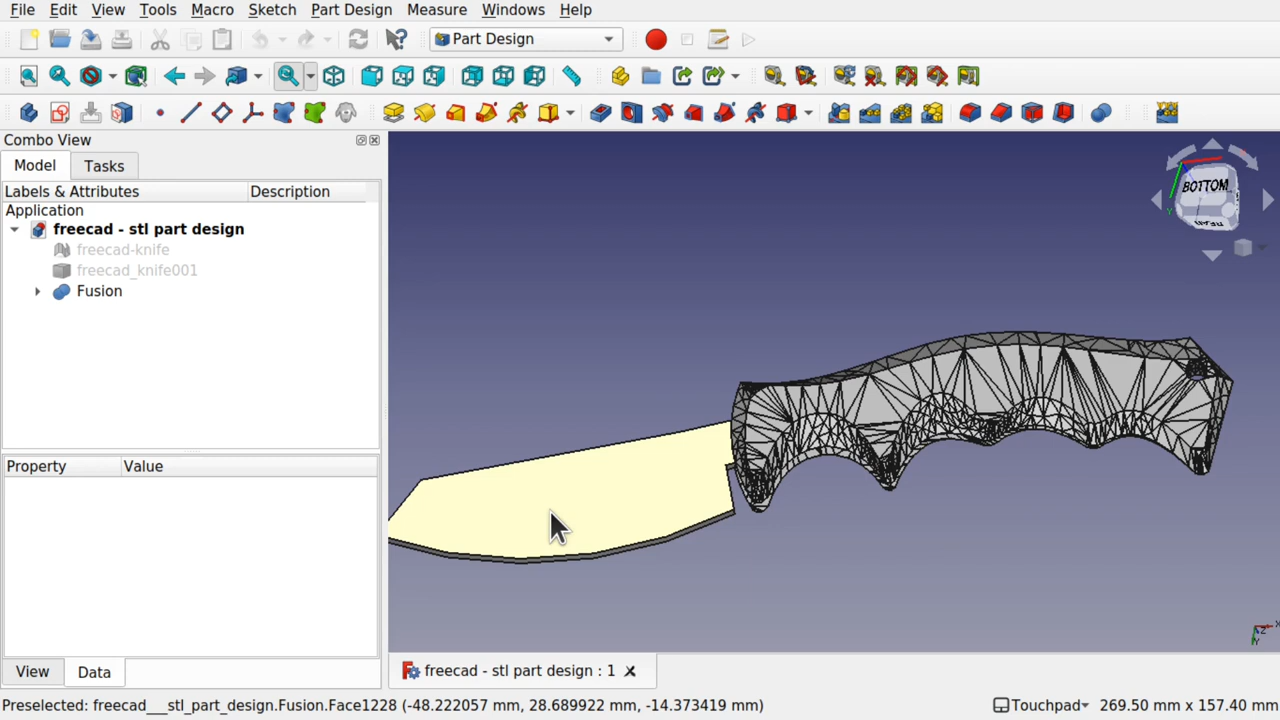 File Edit View Tools Macro Sketch Part Design Measure Windows Help
Part Design
Combo View
Model Tasks
Labels & Attributes Description
Application
freecad - stl part design
freecad-knife
freecad_knife001
Fusion
BOTTOM
Y
Property Value
View Data
freecad - stl part design : 1
X
Z
Y
Preselected: freecad___stl_part_design.Fusion.Face1228 (-48.222057 mm, 28.689922 mm, -14.373419 mm)
Touchpad 269.50 mm x 157.40 mm